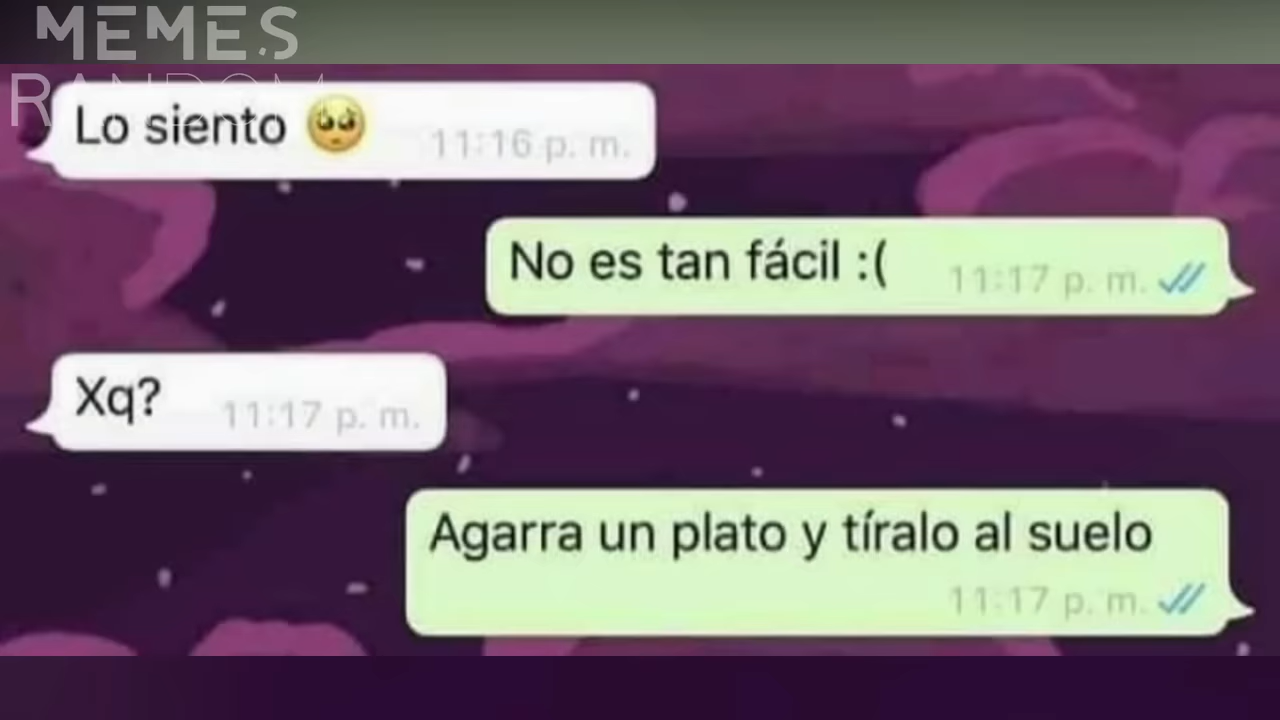 MEMES
RANDOM
Lo siento 🥺 11:16 p. m.
No es tan fácil :( 11:17 p. m.
Xq? 11:17 p. m.
Agarra un plato y tíralo al suelo
11:17 p. m.